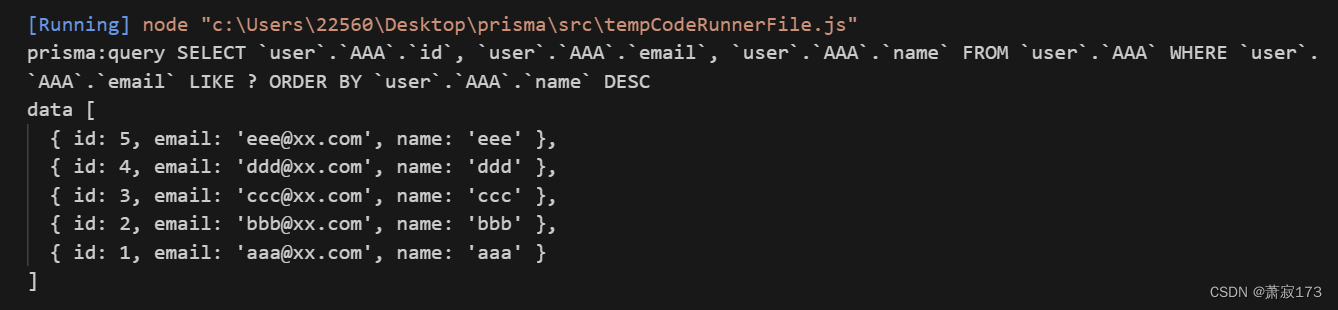 [Running] node "c:\Users\22560\Desktop\prisma\src\tempCodeRunnerFile.js"
prisma:query SELECT `user`.`AAA`.`id`, `user`.`AAA`.`email`, `user`.`AAA`.`name` FROM `user`.`AAA` WHERE `user`.
`AAA`.`email` LIKE ? ORDER BY `user`.`AAA`.`name` DESC
data [
  { id: 5, email: 'eee@xx.com', name: 'eee' },
  { id: 4, email: 'ddd@xx.com', name: 'ddd' },
  { id: 3, email: 'ccc@xx.com', name: 'ccc' },
  { id: 2, email: 'bbb@xx.com', name: 'bbb' },
  { id: 1, email: 'aaa@xx.com', name: 'aaa' }
]
CSDN @萧寂173